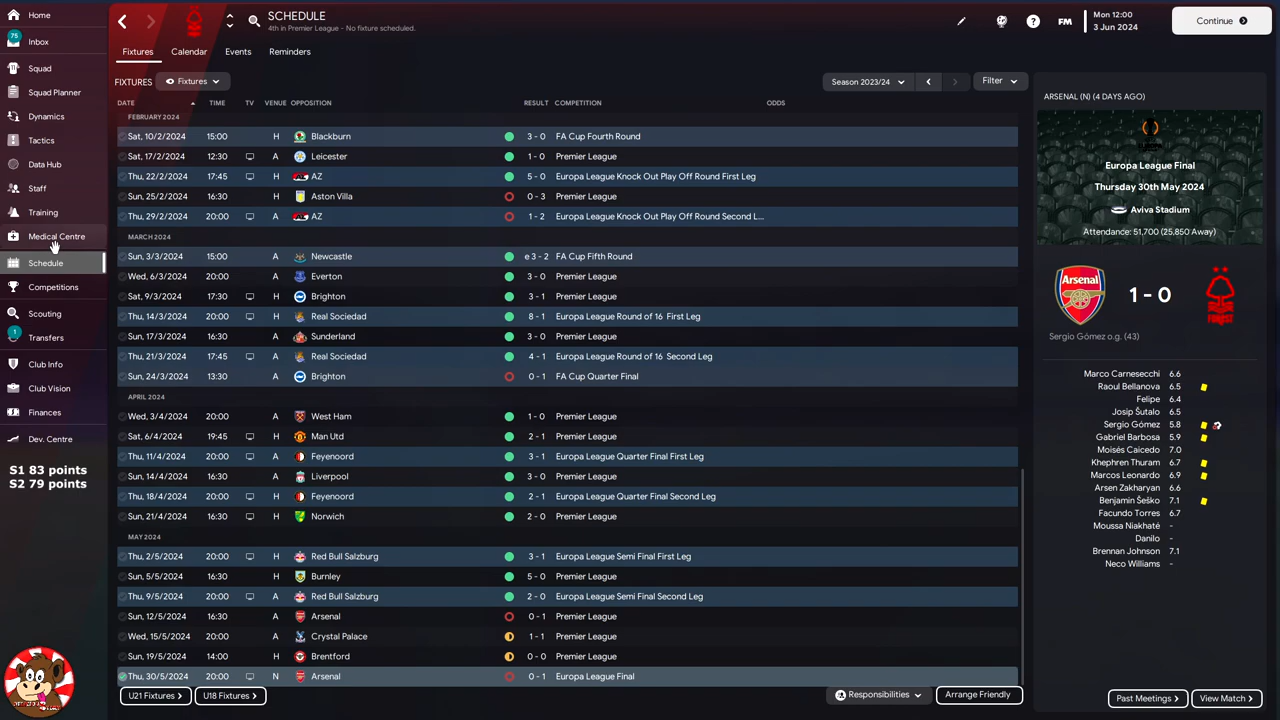 Home
75
Inbox
Squad
Squad Planner
Dynamics
Tactics
Data Hub
Staff
Training
Medical Centre
Schedule
Competitions
Scouting
1
Transfers
Club Info
Club Vision
Finances
Dev. Centre
S1 83 points
S2 79 points
SCHEDULE
4th in Premier League - No fixture scheduled.
? FM Mon 12:00
3 Jun 2024
Continue
Fixtures Calendar Events Reminders
FIXTURES Fixtures Season 2023/24 Filter
DATE TIME TV VENUE OPPOSITION RESULT COMPETITION ODDS
FEBRUARY 2024
Sat, 10/2/2024 15:00 H Blackburn 3 - 0 FA Cup Fourth Round
Sat, 17/2/2024 12:30 A Leicester 1 - 0 Premier League
Thu, 22/2/2024 17:45 H AZ 5 - 0 Europa League Knock Out Play Off Round First Leg
Sun, 25/2/2024 16:30 H Aston Villa 0 - 3 Premier League
Thu, 29/2/2024 20:00 A AZ 1 - 2 Europa League Knock Out Play Off Round Second L...
MARCH 2024
Sun, 3/3/2024 15:00 A Newcastle e 3 - 2 FA Cup Fifth Round
Wed, 6/3/2024 20:00 A Everton 3 - 0 Premier League
Sat, 9/3/2024 17:30 H Brighton 3 - 1 Premier League
Thu, 14/3/2024 20:00 H Real Sociedad 8 - 1 Europa League Round of 16 First Leg
Sun, 17/3/2024 16:30 A Sunderland 3 - 0 Premier League
Thu, 21/3/2024 17:45 A Real Sociedad 4 - 1 Europa League Round of 16 Second Leg
Sun, 24/3/2024 13:30 A Brighton 0 - 1 FA Cup Quarter Final
APRIL 2024
Wed, 3/4/2024 20:00 A West Ham 1 - 0 Premier League
Sat, 6/4/2024 19:45 H Man Utd 2 - 1 Premier League
Thu, 11/4/2024 20:00 A Feyenoord 3 - 1 Europa League Quarter Final First Leg
Sun, 14/4/2024 16:30 A Liverpool 3 - 0 Premier League
Thu, 18/4/2024 20:00 H Feyenoord 2 - 1 Europa League Quarter Final Second Leg
Sun, 21/4/2024 16:30 H Norwich 2 - 0 Premier League
MAY 2024
Thu, 2/5/2024 20:00 H Red Bull Salzburg 3 - 1 Europa League Semi Final First Leg
Sun, 5/5/2024 16:30 H Burnley 5 - 0 Premier League
Thu, 9/5/2024 20:00 A Red Bull Salzburg 2 - 0 Europa League Semi Final Second Leg
Sun, 12/5/2024 16:30 A Arsenal 0 - 1 Premier League
Wed, 15/5/2024 20:00 A Crystal Palace 1 - 1 Premier League
Sun, 19/5/2024 14:00 H Brentford 0 - 0 Premier League
Thu, 30/5/2024 20:00 N Arsenal 0 - 1 Europa League Final
U21 Fixtures U18 Fixtures Responsibilities Arrange Friendly
ARSENAL (N) (4 DAYS AGO)
Europa League Final
Thursday 30th May 2024
Aviva Stadium
Attendance: 51,700 (25,850 Away)
Arsenal
1 - 0
FOREST
Sergio Gómez o.g. (43)
Marco Carnesecchi 6.6
Raoul Bellanova 6.5
Felipe 6.4
Josip Šutalo 6.5
Sergio Gómez 5.8
Gabriel Barbosa 5.9
Moisés Caicedo 7.0
Khephren Thuram 6.7
Marcos Leonardo 6.9
Arsen Zakharyan 6.6
Benjamin Šeško 7.1
Facundo Torres 6.7
Moussa Niakhaté -
Danilo -
Brennan Johnson 7.1
Neco Williams -
Past Meetings View Match